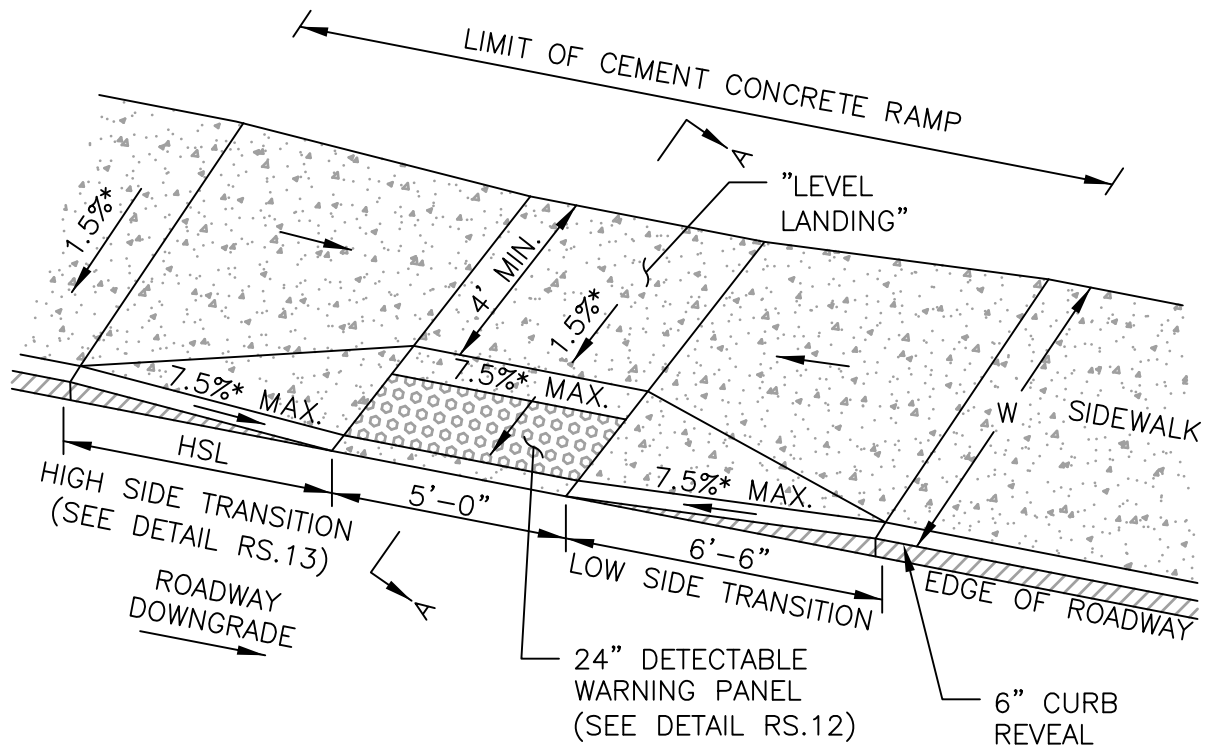 LIMIT OF CEMENT CONCRETE RAMP
A
"LEVEL
LANDING"
1.5%*
4' MIN.
1.5%*
7.5%* MAX.
7.5%* MAX.
W
SIDEWALK
HSL
HIGH SIDE TRANSITION
(SEE DETAIL RS.13)
5'-0"
7.5%* MAX.
6'-6"
LOW SIDE TRANSITION
EDGE OF ROADWAY
ROADWAY
DOWNGRADE
A
24" DETECTABLE
WARNING PANEL
(SEE DETAIL RS.12)
6" CURB
REVEAL